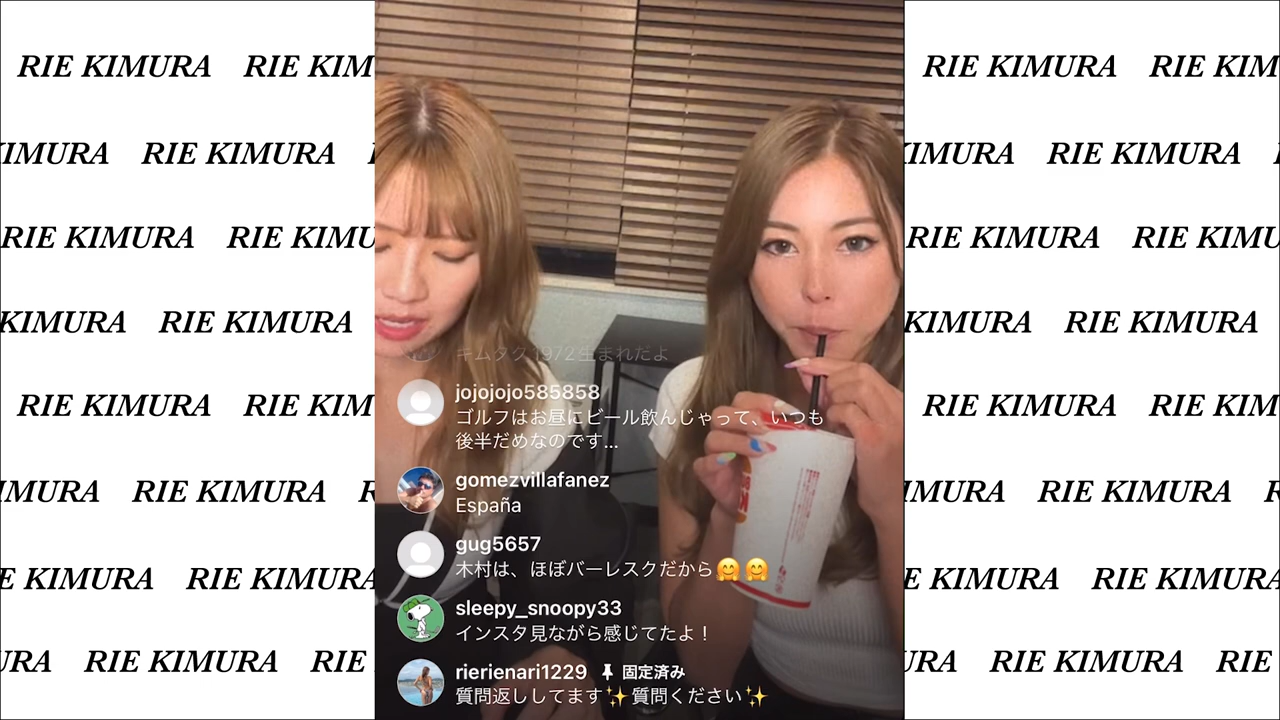 RIE KIMURA RIE KIM
RIE KIMURA RIE KIM
IMURA RIE KIMURA
IMURA RIE KIMURA
RIE KIMURA RIE KIMU
RIE KIMURA RIE KIMU
KIMURA RIE KIMURA
KIMURA RIE KIMURA
キムタク1972生まれだよ
jojojojo585858
RIE KIMURA RIE KIM
RIE KIMURA RIE KIM
ゴルフはお昼にビール飲んじゃって、いつも
後半だめなのです...
gomezvillafanez
IMURA RIE KIMURA R
IMURA RIE KIMURA R
España
gug5657
木村は、ほぼバーレスクだから🤗🤗
E KIMURA RIE KIMURA
E KIMURA RIE KIMURA
sleepy_snoopy33
インスタ見ながら感じてたよ！
URA RIE KIMURA RIE
URA RIE KIMURA RIE
rierienari1229 固定済み
質問返ししてます✨質問ください✨